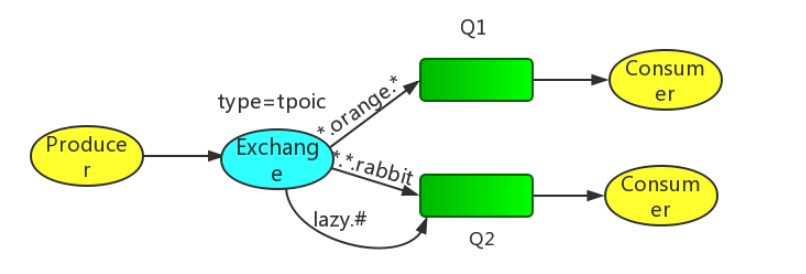 Q1
type=tpoic
*.orange.*
Consum
er
Produce
r
Exchang
e
*.*.rabbit
lazy.#
Consum
er
Q2